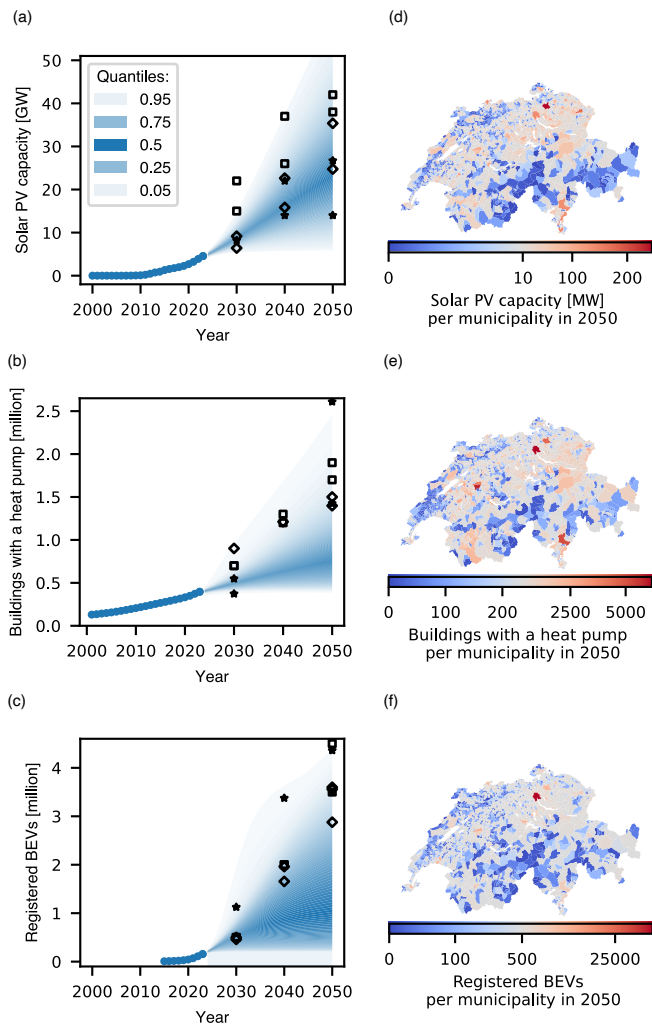 (a)
50
40
30
20
10
0
Solar PV capacity [GW]
Quantiles:
0.95
0.75
0.5
0.25
0.05
2000 2010 2020 2030 2040 2050
Year
(d)
0 10 100 200
Solar PV capacity [MW]
per municipality in 2050
(b)
2.5
2.0
1.5
1.0
0.5
0.0
Buildings with a heat pump [million]
2000 2010 2020 2030 2040 2050
Year
(e)
0 100 200 2500 5000
Buildings with a heat pump
per municipality in 2050
(c)
4
3
2
1
0
Registered BEVs [million]
2000 2010 2020 2030 2040 2050
Year
(f)
0 100 500 25000
Registered BEVs
per municipality in 2050